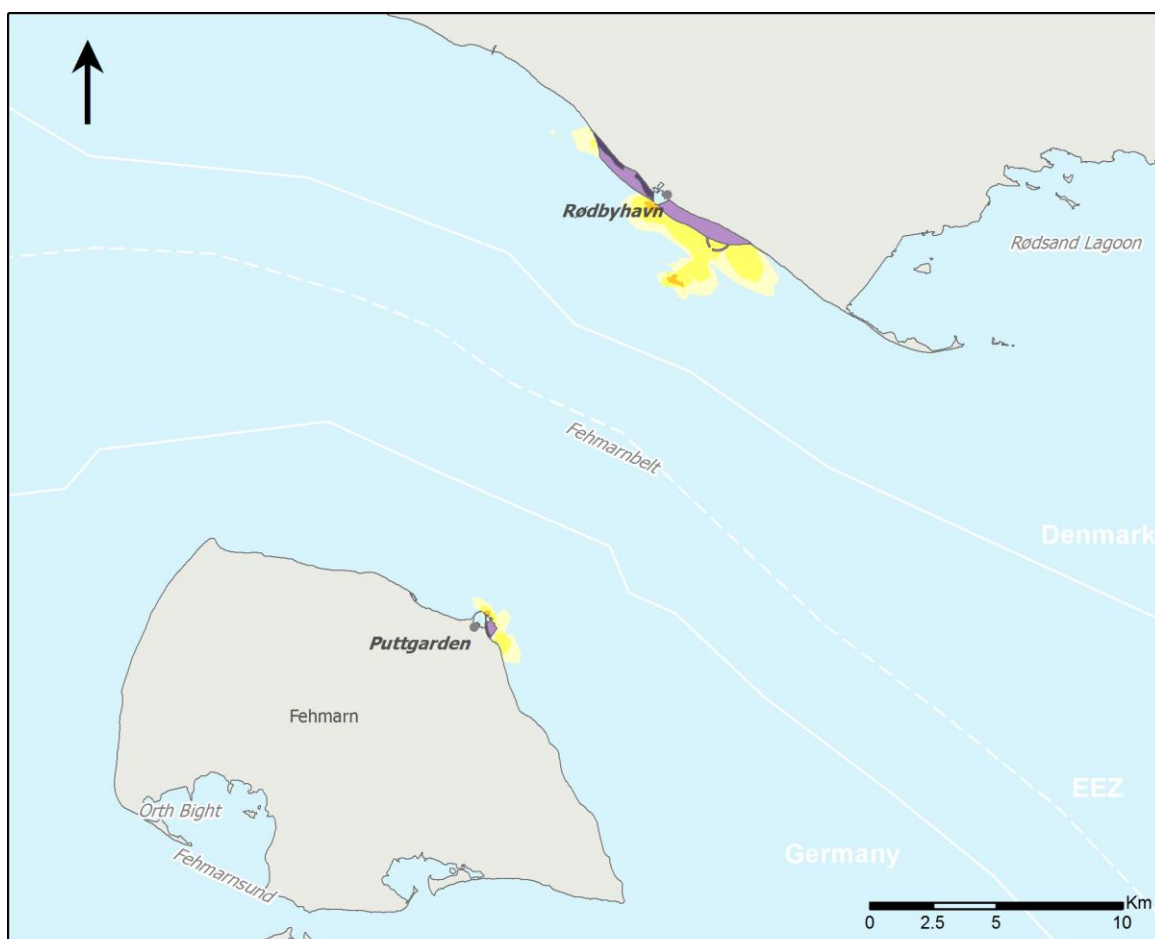 Rødbyhavn
Rødsand Lagoon
Fehmarnbelt
Denmark
Puttgarden
Fehmarn
EEZ
Orth Bight
Germany
Fehmarnsund
Km
0 2.5 5 10